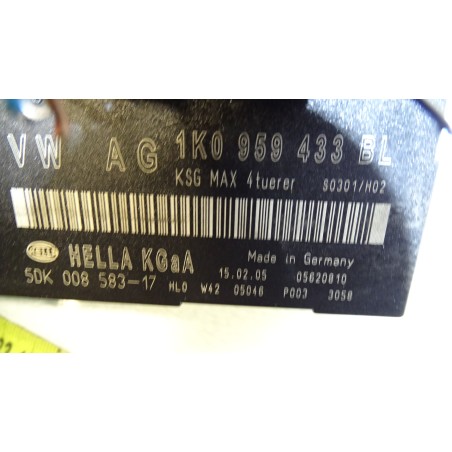 VW AG 1K0 959 433 BL
KSG MAX 4tuerer S0301/H02
HELLA KGaA Made in Germany
5DK 008 583-17 15.02.05 05620810
HLO W42 05046 P003 3058